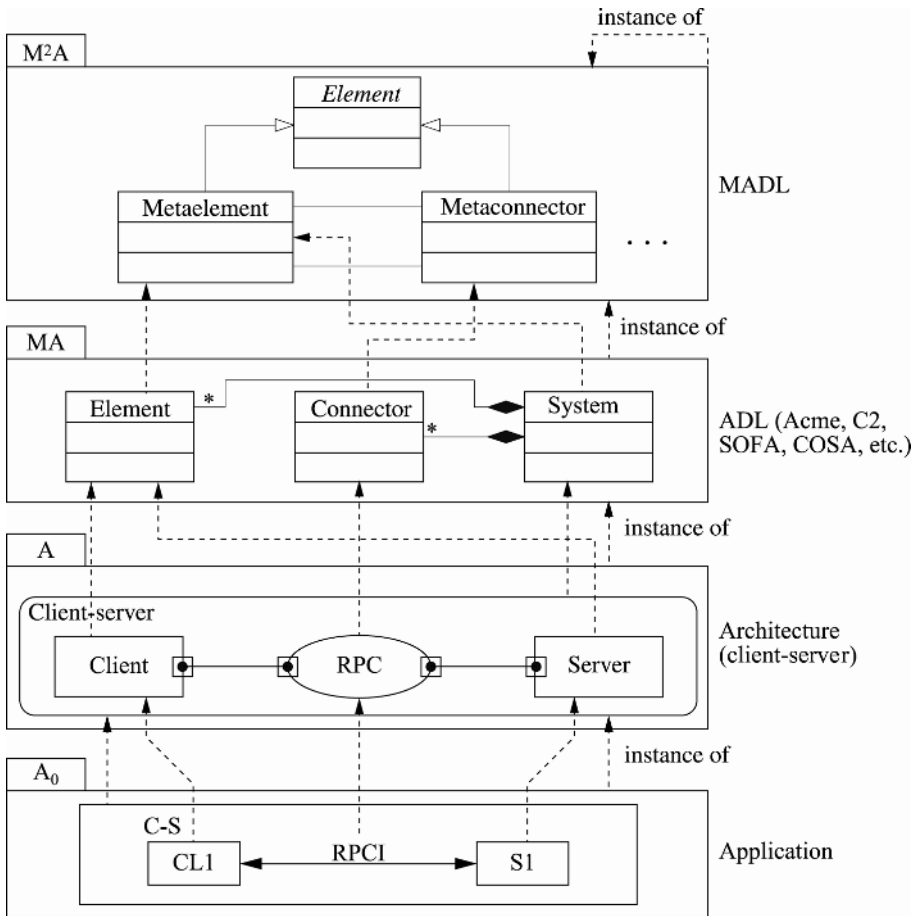 instance of
M²A
Element
Metaelement
Metaconnector
. . .
MADL
instance of
MA
Element
*
Connector
*
System
ADL (Acme, C2,
SOFA, COSA, etc.)
instance of
A
Client-server
Client
RPC
Server
Architecture
(client-server)
instance of
A₀
C-S
CL1
RPCI
S1
Application